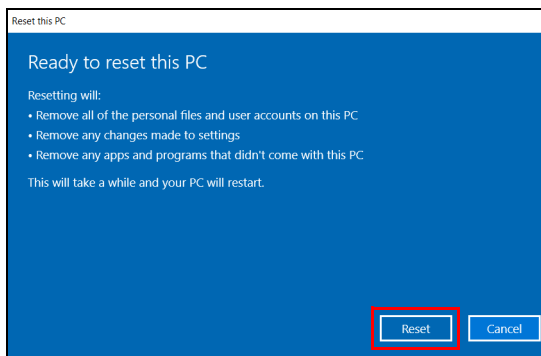 Reset this PC
Ready to reset this PC
Resetting will:
• Remove all of the personal files and user accounts on this PC
• Remove any changes made to settings
• Remove any apps and programs that didn't come with this PC
This will take a while and your PC will restart.
Reset Cancel